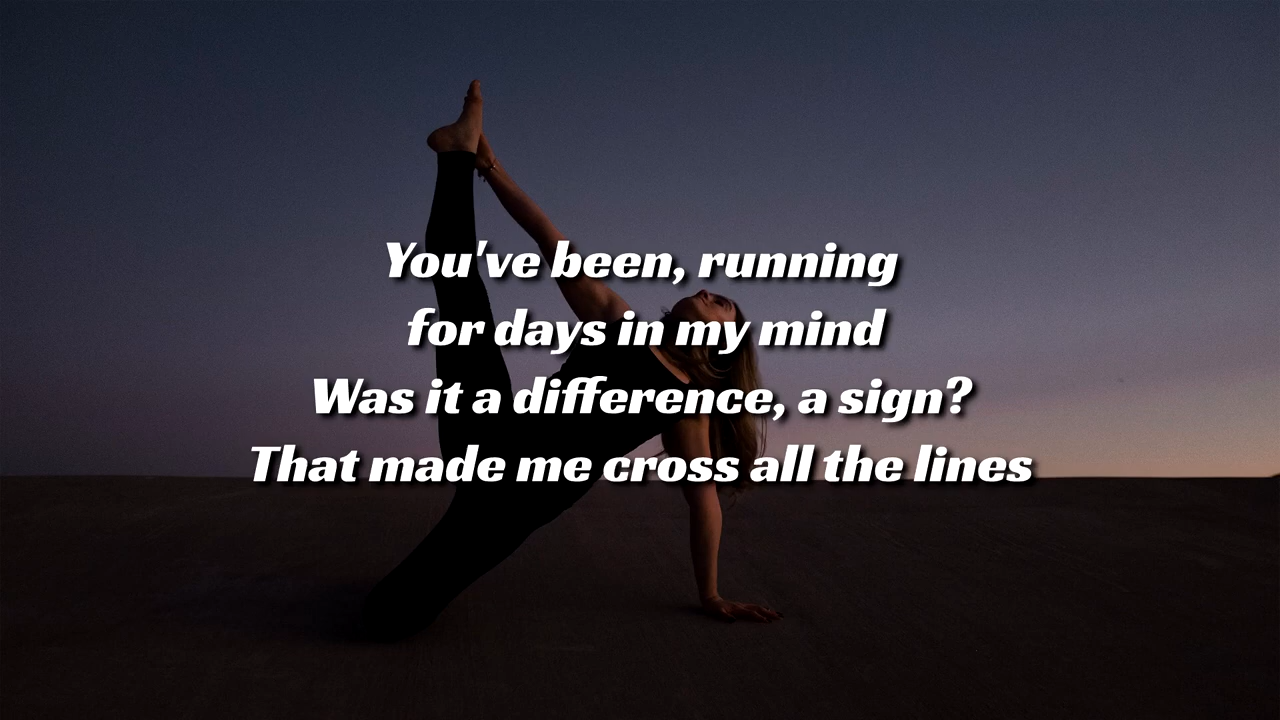 You've been, running
for days in my mind
Was it a difference, a sign?
That made me cross all the lines